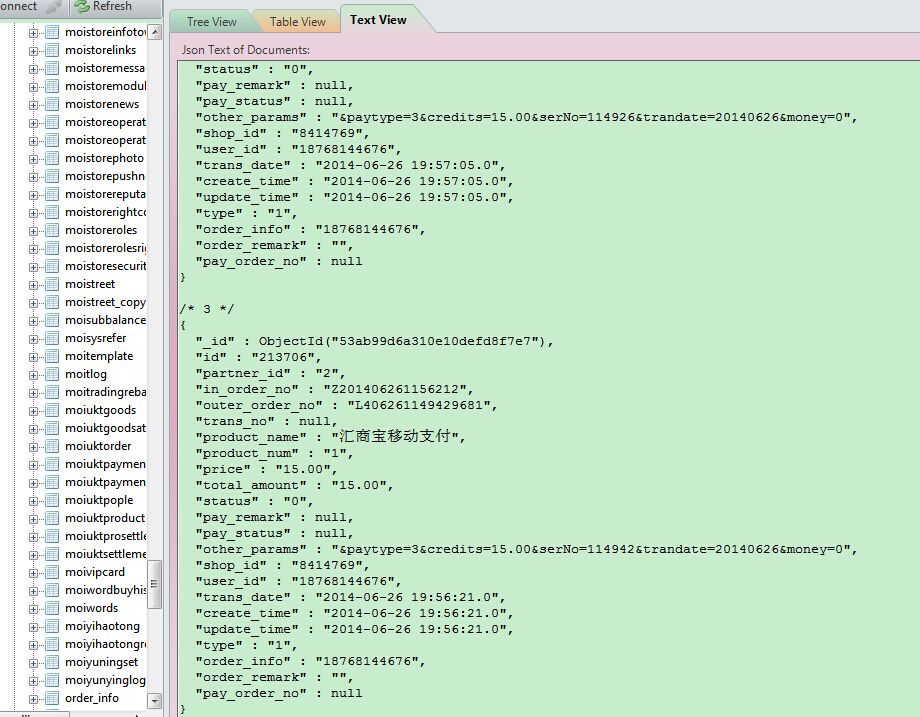 onnect
Refresh
moistoreinfotow
moistorelinks
moistoremessa
moistoremodul
moistorenews
moistoreoperat
moistoreoperat
moistorephoto
moistorepushn
moistorereputa
moistorerightco
moistoreroles
moistorerolesrig
moistoresecurit
moistreet
moistreet_copy
moisubbalance
moisysrefer
moitemplate
moitlog
moitradingreba
moiuktgoods
moiuktgoodsat
moiuktorder
moiuktpaymen
moiuktpaymen
moiuktpople
moiuktproduct
moiuktprosettle
moiuktsettleme
moivipcard
moiwordbuyhis
moiwords
moiyihaotong
moiyihaotongr
moiyuningset
moiyunyinglog
order_info
Tree View
Table View
Text View
Json Text of Documents:
"status" : "0",
"pay_remark" : null,
"pay_status" : null,
"other_params" : "&paytype=3&credits=15.00&serNo=114926&trandate=20140626&money=0",
"shop_id" : "8414769",
"user_id" : "18768144676",
"trans_date" : "2014-06-26 19:57:05.0",
"create_time" : "2014-06-26 19:57:05.0",
"update_time" : "2014-06-26 19:57:05.0",
"type" : "1",
"order_info" : "18768144676",
"order_remark" : "",
"pay_order_no" : null
}
/* 3 */
{
"_id" : ObjectId("53ab99d6a310e10defd8f7e7"),
"id" : "213706",
"partner_id" : "2",
"in_order_no" : "Z201406261156212",
"outer_order_no" : "L406261149429681",
"trans_no" : null,
"product_name" : "汇商宝移动支付",
"product_num" : "1",
"price" : "15.00",
"total_amount" : "15.00",
"status" : "0",
"pay_remark" : null,
"pay_status" : null,
"other_params" : "&paytype=3&credits=15.00&serNo=114942&trandate=20140626&money=0",
"shop_id" : "8414769",
"user_id" : "18768144676",
"trans_date" : "2014-06-26 19:56:21.0",
"create_time" : "2014-06-26 19:56:21.0",
"update_time" : "2014-06-26 19:56:21.0",
"type" : "1",
"order_info" : "18768144676",
"order_remark" : "",
"pay_order_no" : null
}